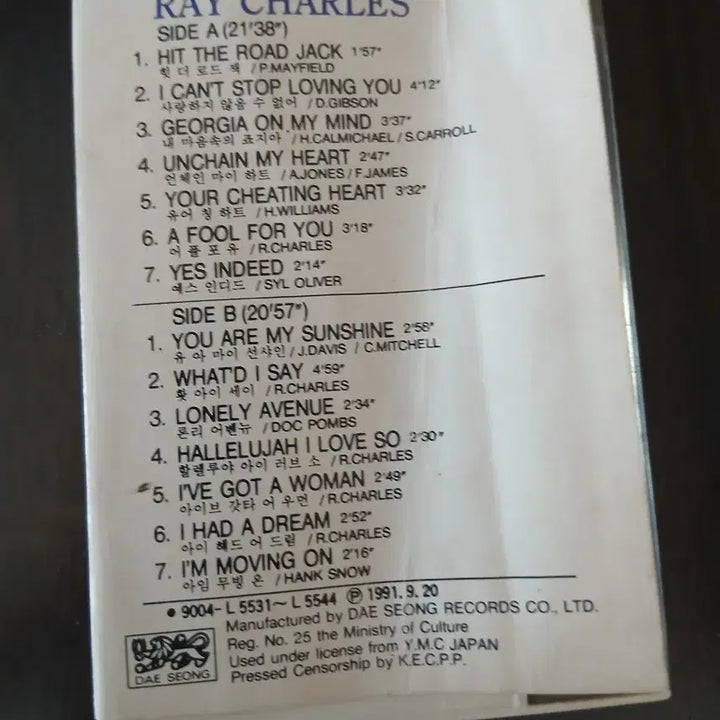 RAY CHARLES
SIDE A (21'38")
1. HIT THE ROAD JACK 1'57"
힛 더 로드 잭 / P.MAYFIELD
2. I CAN'T STOP LOVING YOU 4'12"
사랑하지 않을 수 없어 / D.GIBSON
3. GEORGIA ON MY MIND 3'37"
내 마음속의 죠지아 / H.CALMICHAEL / S.CARROLL
4. UNCHAIN MY HEART 2'47"
언체인 마이 하트 / A.JONES / F.JAMES
5. YOUR CHEATING HEART 3'32"
유어 칭 하트 / H.WILLIAMS
6. A FOOL FOR YOU 3'18"
어 풀 포 유 / R.CHARLES
7. YES INDEED 2'14"
예스 인디드 / SYL OLIVER
SIDE B (20'57")
1. YOU ARE MY SUNSHINE 2'58"
유 아 마이 선샤인 / J.DAVIS / C.MITCHELL
2. WHAT'D I SAY 4'59"
홧 아이 세이 / R.CHARLES
3. LONELY AVENUE 2'34"
론리 어벤뉴 / DOC POMBS
4. HALLELUJAH I LOVE SO 2'30"
할렐루야 아이 러브 소 / R.CHARLES
5. I'VE GOT A WOMAN 2'49"
아이브 갓타 어 우먼 / R.CHARLES
6. I HAD A DREAM 2'52"
아이 헤드 어 드림 / R.CHARLES
7. I'M MOVING ON 2'16"
아임 무빙 온 / HANK SNOW
• 9004-L 5531~L 5544 Ⓟ 1991. 9. 20
Manufactured by DAE SEONG RECORDS CO., LTD.
Reg. No. 25 the Ministry of Culture
Used under license from Y.M.C JAPAN
Pressed Censorship by K.E.C.P.P.
DAE SEONG